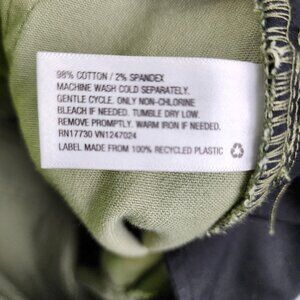 98% COTTON / 2% SPANDEX
MACHINE WASH COLD SEPARATELY.
GENTLE CYCLE. ONLY NON-CHLORINE
BLEACH IF NEEDED. TUMBLE DRY LOW.
REMOVE PROMPTLY. WARM IRON IF NEEDED.
RN17730 VN1247024
LABEL MADE FROM 100% RECYCLED PLASTIC